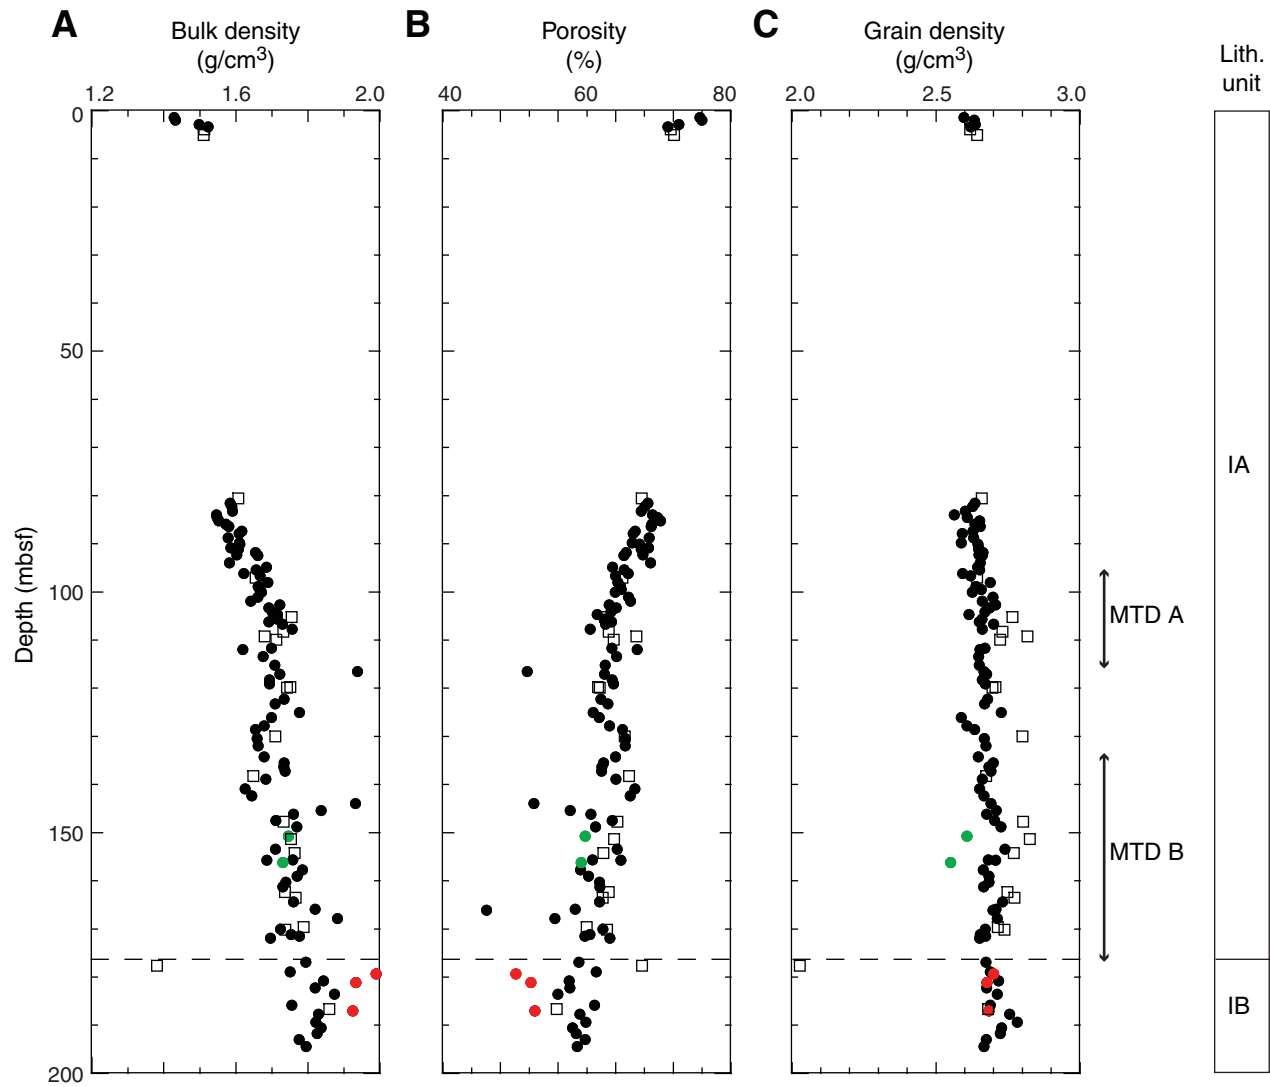 A
Bulk density
(g/cm3)
B
Porosity
(%)
C
Grain density
(g/cm3)
Lith.
unit
1.2 1.6 2.0
40 60 80
2.0 2.5 3.0
0
50
100
150
200
Depth (mbsf)
IA
MTD A
MTD B
IB